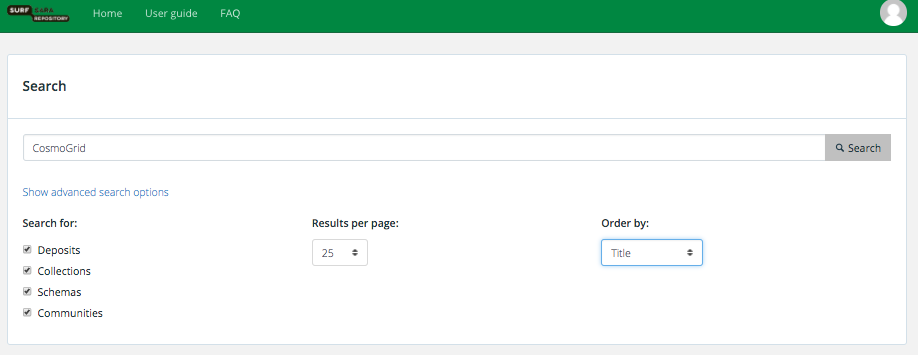 SURF SARA
REPOSITORY
Home User guide FAQ
Search
CosmoGrid Search
Show advanced search options
Search for: Results per page: Order by:
Deposits 25 Title
Collections
Schemas
Communities